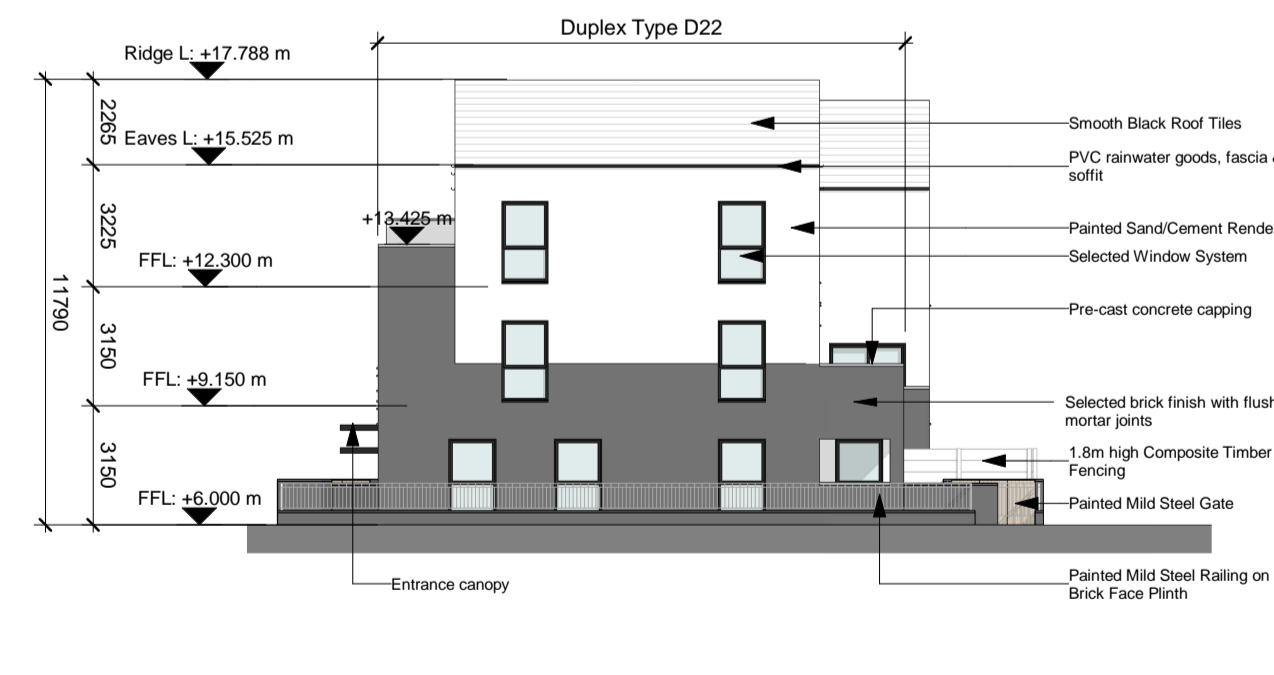 Duplex Type D22
Ridge L: +17.788 m
2265
Eaves L: +15.525 m
3225
+13.425 m
FFL: +12.300 m
11790
3150
FFL: +9.150 m
3150
FFL: +6.000 m
Smooth Black Roof Tiles
PVC rainwater goods, fascia
soffit
Painted Sand/Cement Rende
Selected Window System
Pre-cast concrete capping
Selected brick finish with flush
mortar joints
1.8m high Composite Timber
Fencing
Painted Mild Steel Gate
Painted Mild Steel Railing on
Brick Face Plinth
Entrance canopy